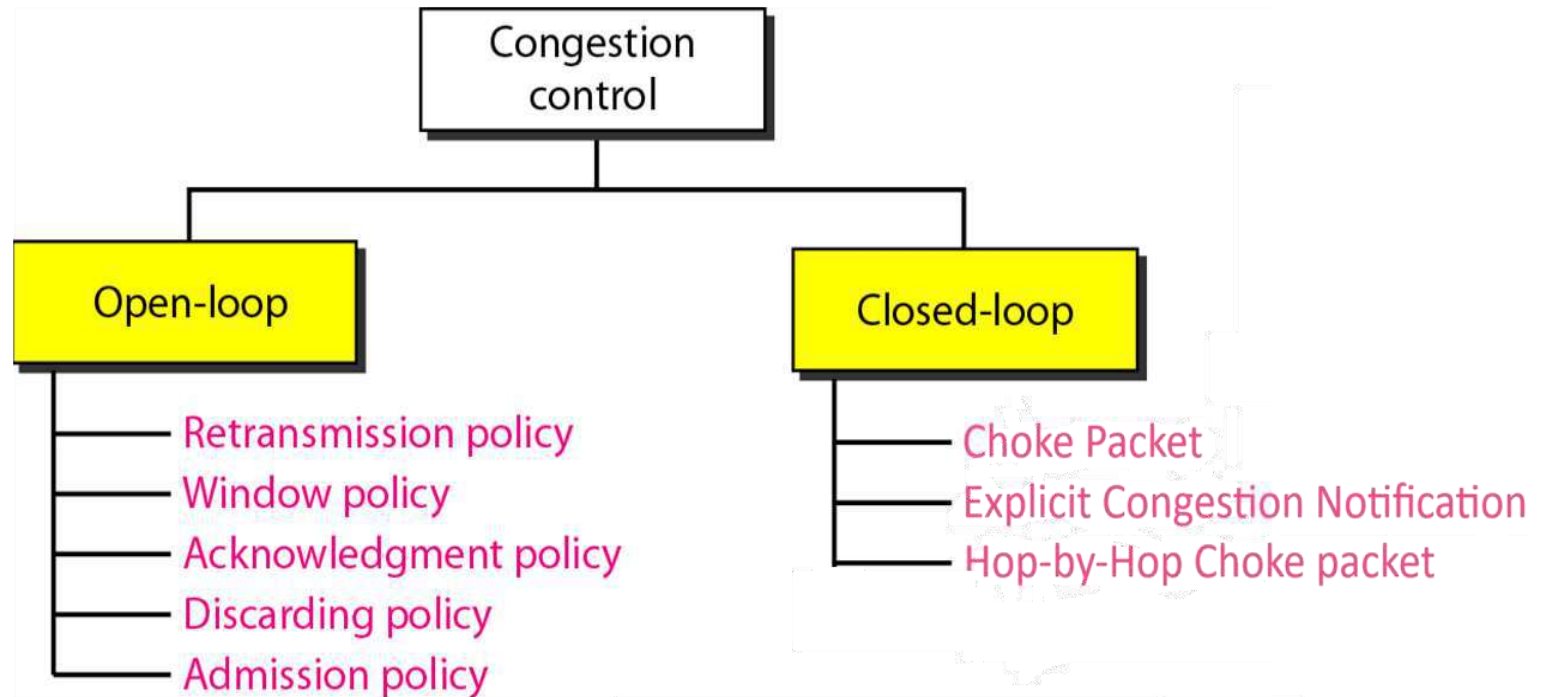 Congestion
control
Open-loop
Retransmission policy
Window policy
Acknowledgment policy
Discarding policy
Admission policy
Closed-loop
Choke Packet
Explicit Congestion Notification
Hop-by-Hop Choke packet